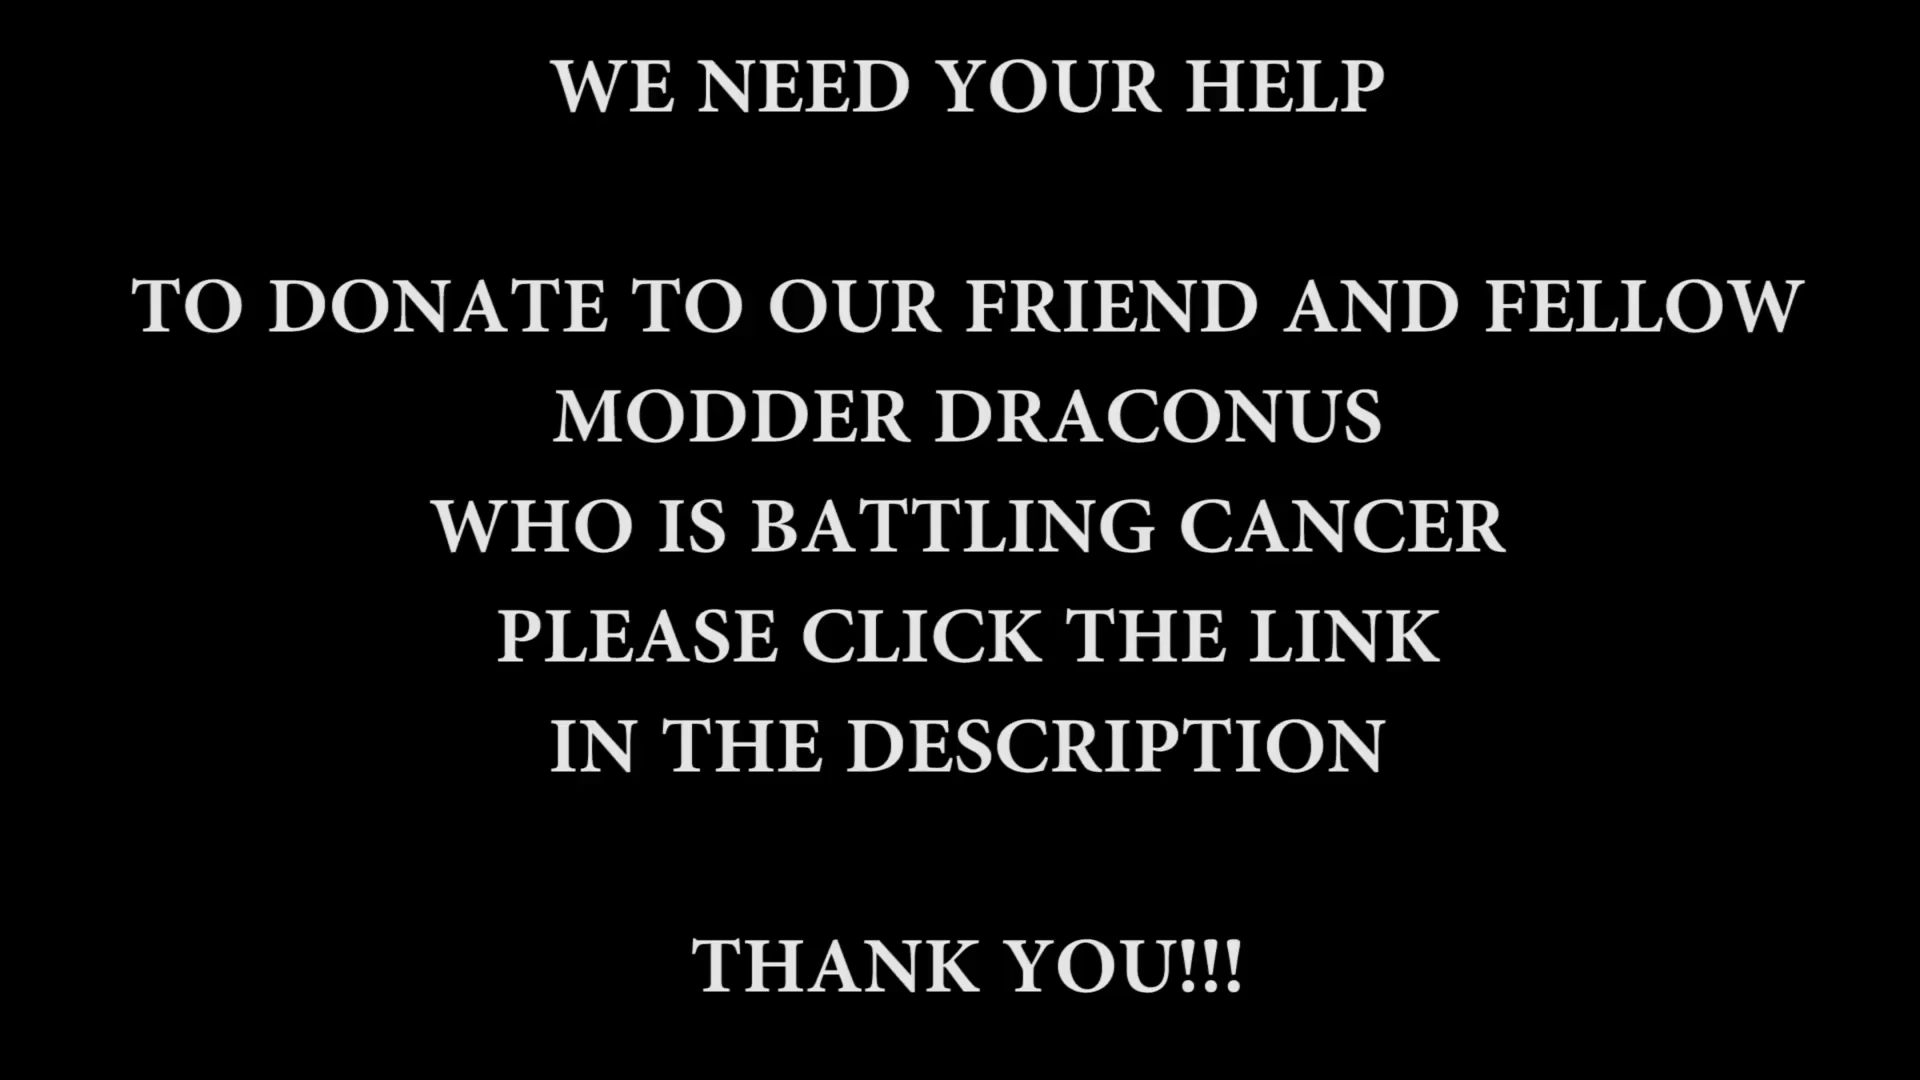 WE NEED YOUR HELP
TO DONATE TO OUR FRIEND AND FELLOW
MODDER DRACONUS
WHO IS BATTLING CANCER
PLEASE CLICK THE LINK
IN THE DESCRIPTION
THANK YOU!!!